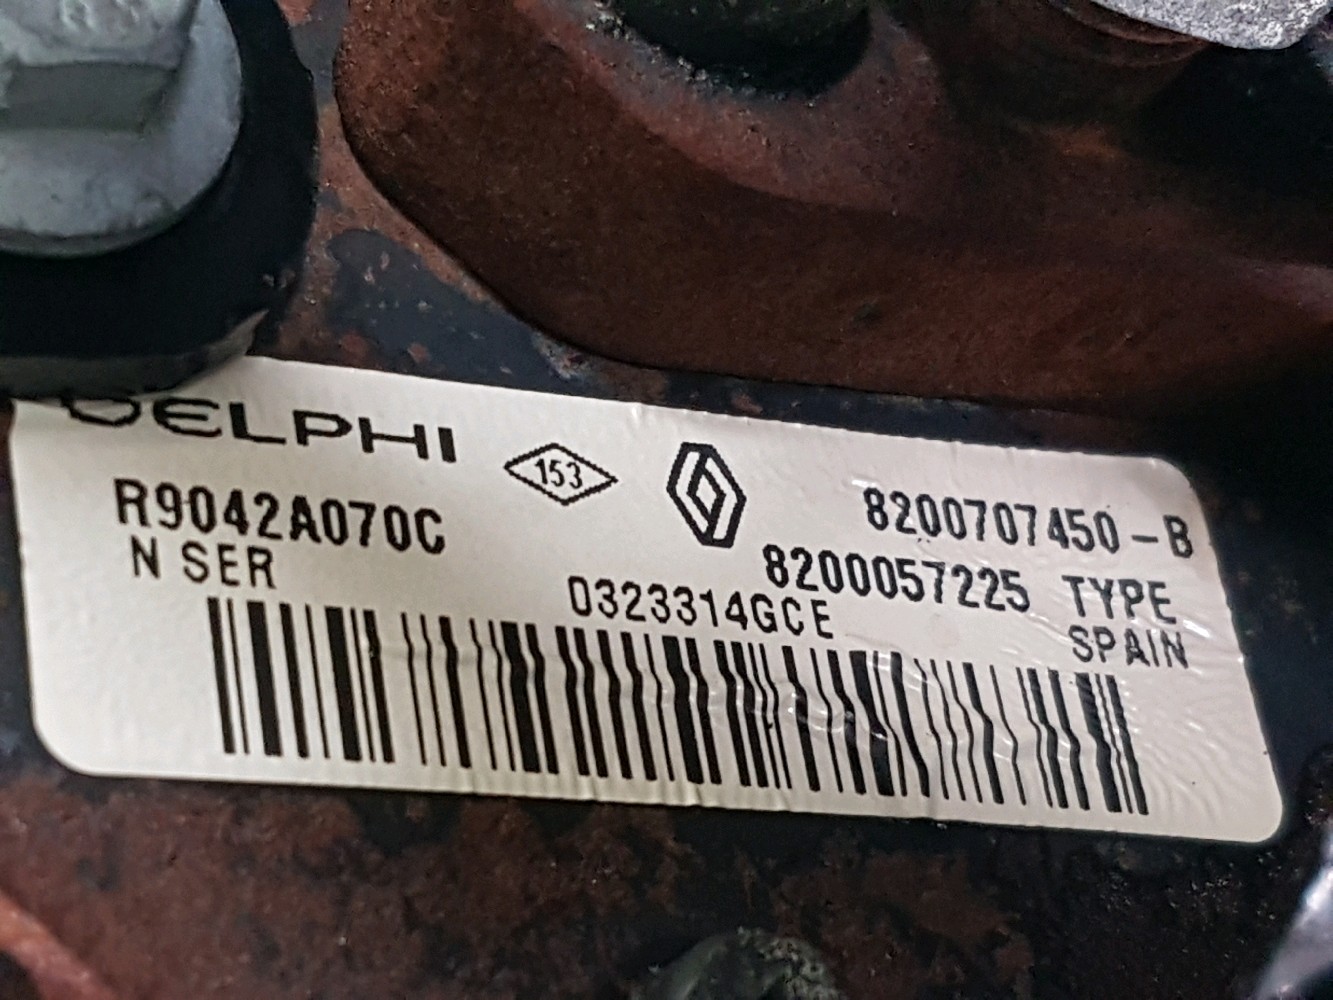 DELPHI
153
R9042A070C
8200707450-B
N SER
8200057225 TYPE
0323314GCE
SPAIN